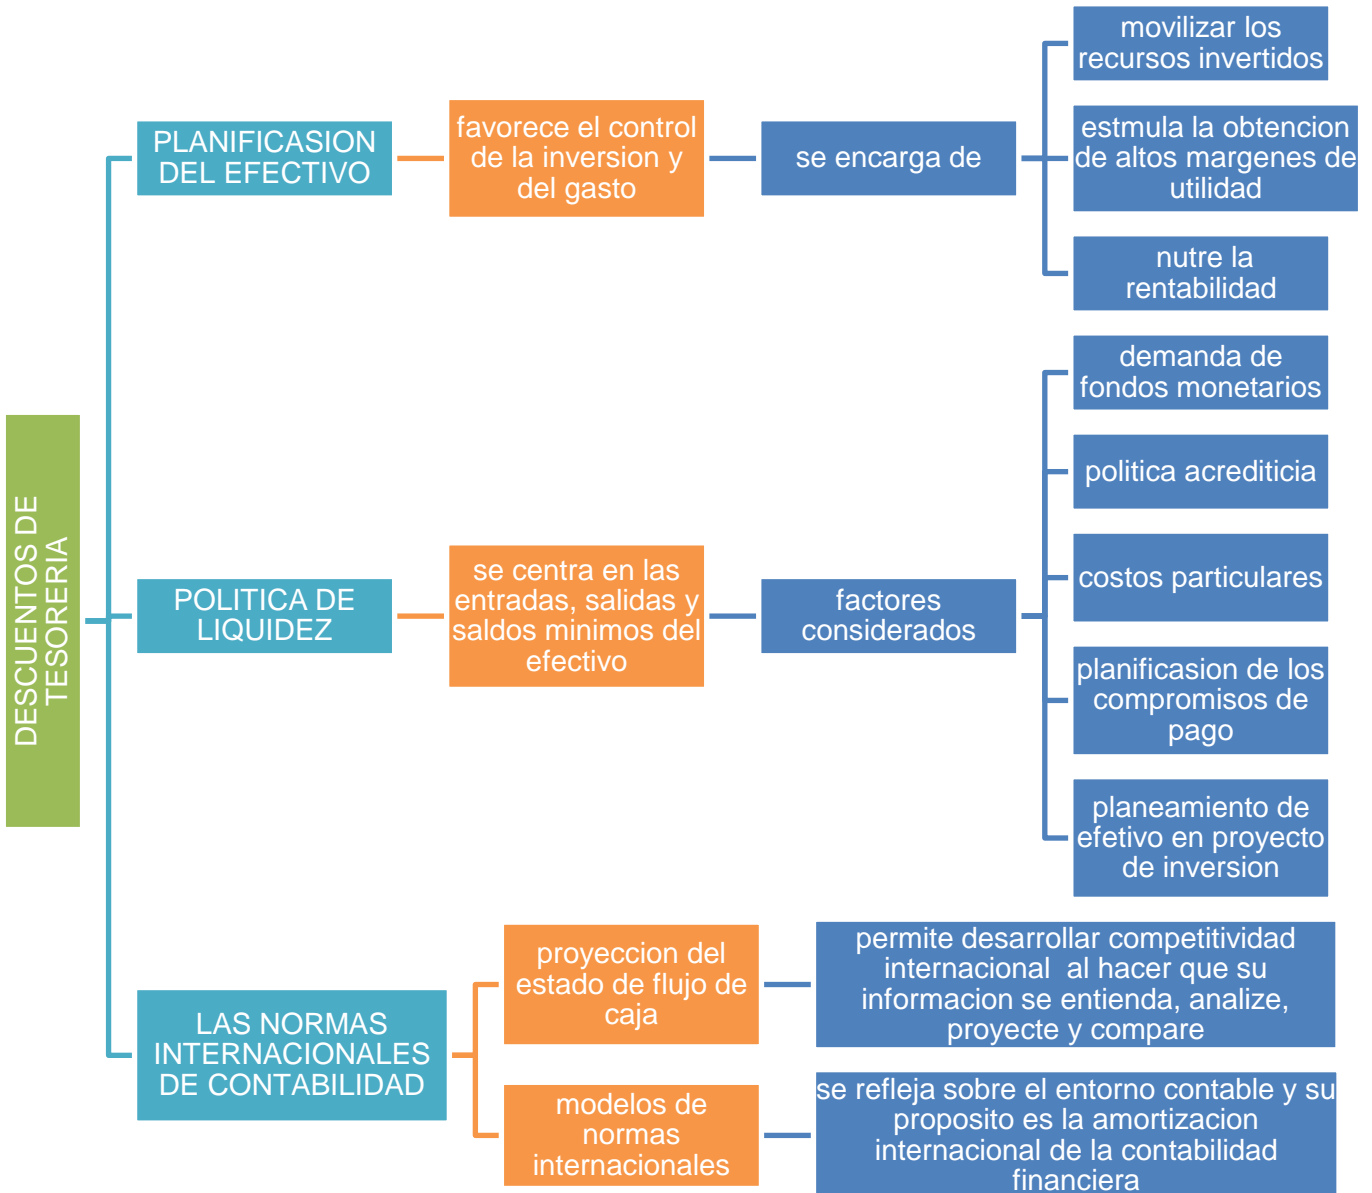 DESCUENTOS DE
TESORERIA
PLANIFICASION
DEL EFECTIVO
favorece el control
de la inversion y
del gasto
se encarga de
movilizar los
recursos invertidos
estmula la obtencion
de altos margenes de
utilidad
nutre la
rentabilidad
POLITICA DE
LIQUIDEZ
se centra en las
entradas, salidas y
saldos minimos del
efectivo
factores
considerados
demanda de
fondos monetarios
politica acrediticia
costos particulares
planificasion de los
compromisos de
pago
planeamiento de
efetivo en proyecto
de inversion
LAS NORMAS
INTERNACIONALES
DE CONTABILIDAD
proyeccion del
estado de flujo de
caja
permite desarrollar competitividad
internacional  al hacer que su
informacion se entienda, analize,
proyecte y compare
modelos de
normas
internacionales
se refleja sobre el entorno contable y su
proposito es la amortizacion
internacional de la contabilidad
financiera